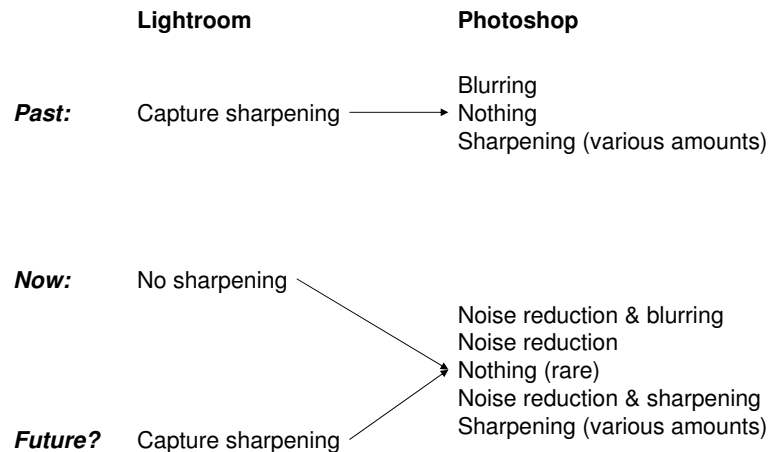 Lightroom Photoshop
Blurring
Past: Capture sharpening Nothing
Sharpening (various amounts)
Now: No sharpening
Noise reduction & blurring
Noise reduction
Nothing (rare)
Noise reduction & sharpening
Sharpening (various amounts)
Future? Capture sharpening